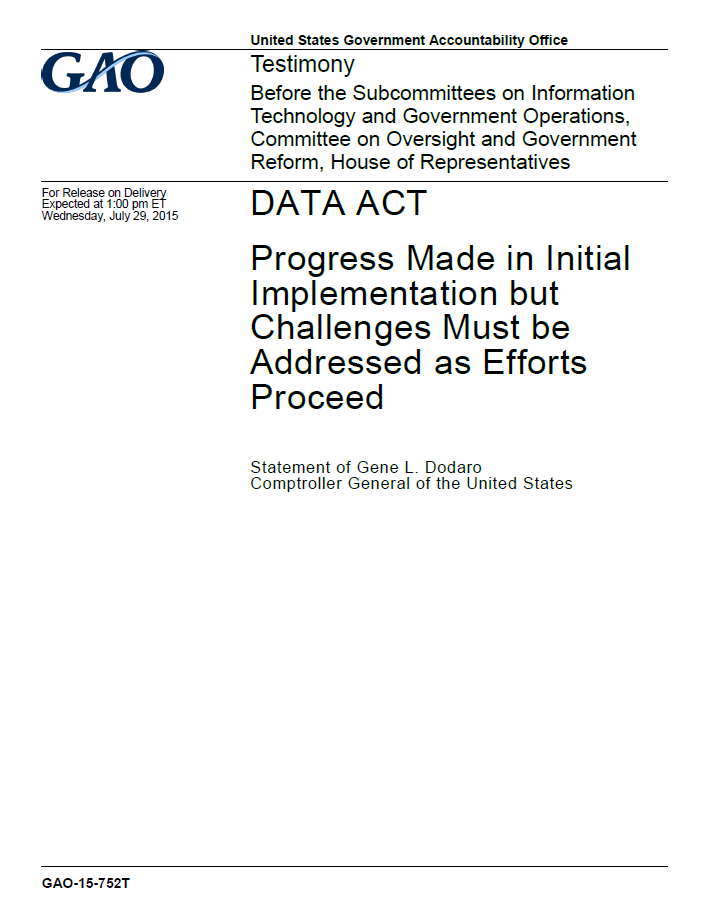 United States Government Accountability Office
GAO
Testimony
Before the Subcommittees on Information
Technology and Government Operations,
Committee on Oversight and Government
Reform, House of Representatives
For Release on Delivery
Expected at 1:00 pm ET
Wednesday, July 29, 2015
DATA ACT
Progress Made in Initial
Implementation but
Challenges Must be
Addressed as Efforts
Proceed
Statement of Gene L. Dodaro
Comptroller General of the United States
GAO-15-752T